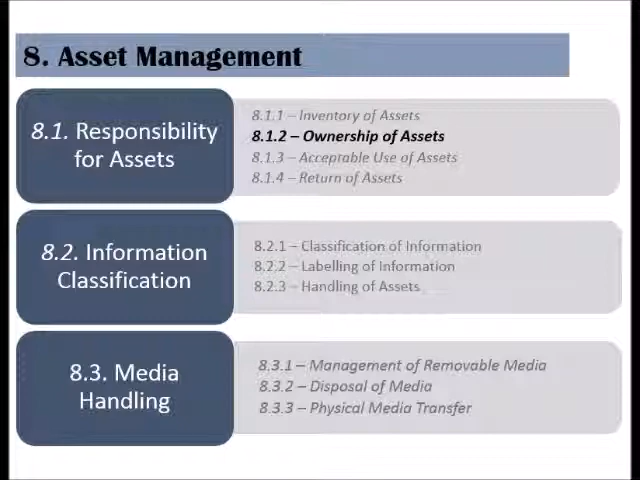 8. Asset Management
8.1. Responsibility
for Assets
8.1.1 – Inventory of Assets
8.1.2 – Ownership of Assets
8.1.3 – Acceptable Use of Assets
8.1.4 – Return of Assets
8.2. Information
Classification
8.2.1 – Classification of Information
8.2.2 – Labelling of Information
8.2.3 – Handling of Assets
8.3. Media
Handling
8.3.1 – Management of Removable Media
8.3.2 – Disposal of Media
8.3.3 – Physical Media Transfer